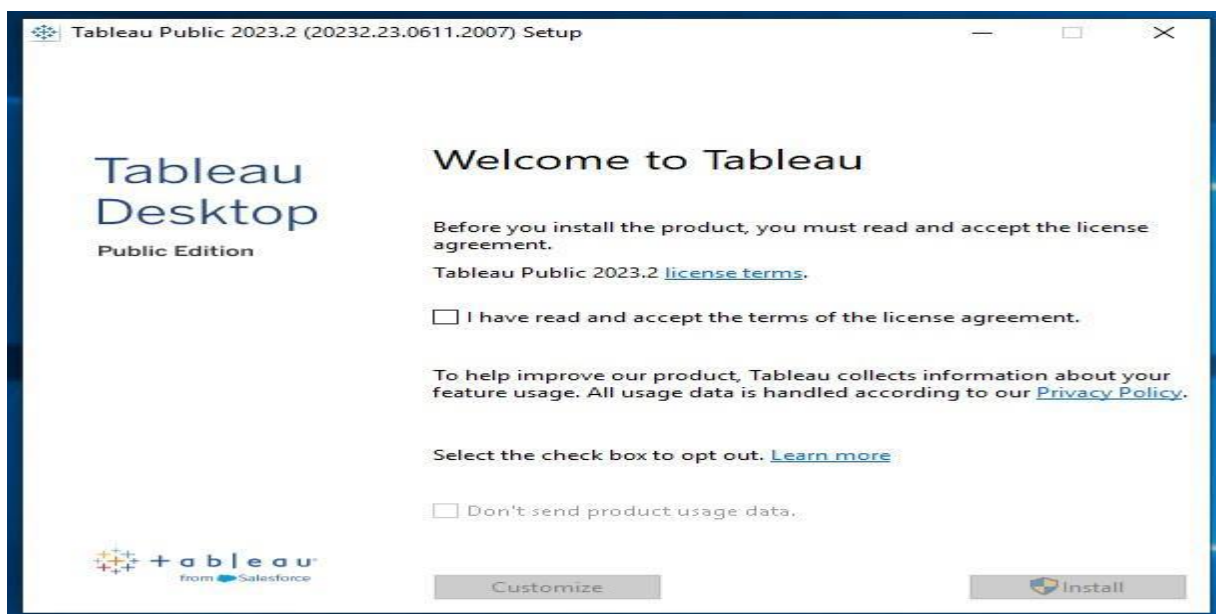 Tableau Public 2023.2 (20232.23.0611.2007) Setup
Tableau
Desktop
Public Edition
Welcome to Tableau
Before you install the product, you must read and accept the license
agreement.
Tableau Public 2023.2 license terms.
I have read and accept the terms of the license agreement.
To help improve our product, Tableau collects information about your
feature usage. All usage data is handled according to our Privacy Policy.
Select the check box to opt out. Learn more
Don't send product usage data.
+ableau
from Salesforce
Customize
Install